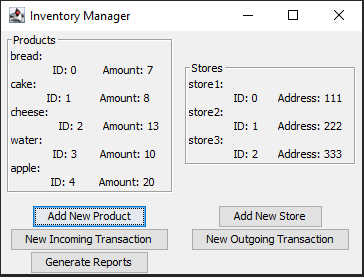 Inventory Manager
Products
bread:
ID: 0 Amount: 7
cake:
ID: 1 Amount: 8
cheese:
ID: 2 Amount: 13
water:
ID: 3 Amount: 10
apple:
ID: 4 Amount: 20
Stores
store1:
ID: 0 Address: 111
store2:
ID: 1 Address: 222
store3:
ID: 2 Address: 333
Add New Product
Add New Store
New Incoming Transaction
New Outgoing Transaction
Generate Reports